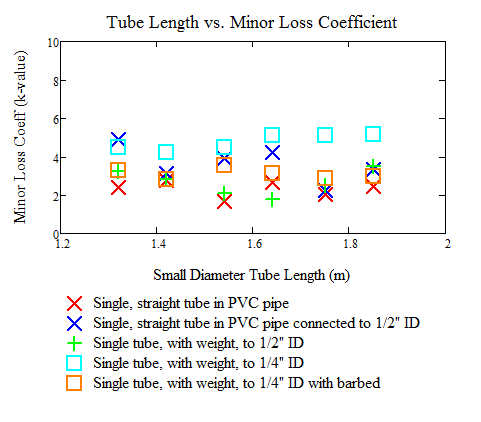 Tube Length vs. Minor Loss Coefficient
Minor Loss Coeff (k-value)
10
8
6
4
2
0
1.2
1.4
1.6
1.8
2
Small Diameter Tube Length (m)
Single, straight tube in PVC pipe
Single, straight tube in PVC pipe connected to 1/2" ID
Single tube, with weight, to 1/2" ID
Single tube, with weight, to 1/4" ID
Single tube, with weight, to 1/4" ID with barbed